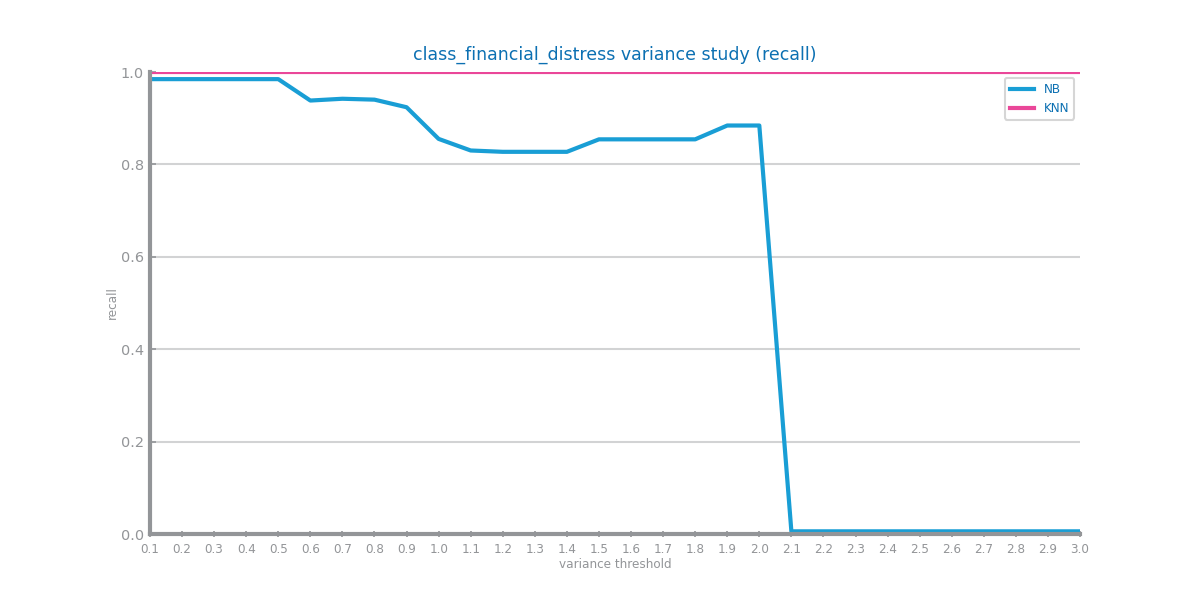 class_financial_distress variance study (recall)
1.0
0.8
0.6
0.4
0.2
0.0
recall
NB
KNN
0.1 0.2 0.3 0.4 0.5 0.6 0.7 0.8 0.9 1.0 1.1 1.2 1.3 1.4 1.5 1.6 1.7 1.8 1.9 2.0 2.1 2.2 2.3 2.4 2.5 2.6 2.7 2.8 2.9 3.0
variance threshold